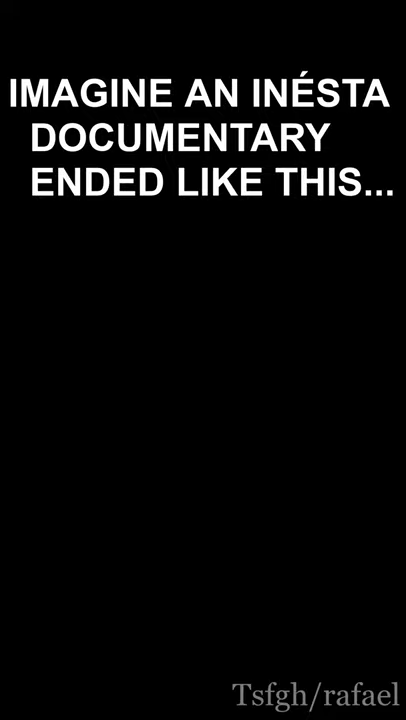 IMAGINE AN INÉSTA
DOCUMENTARY
ENDED LIKE THIS...
Tsfgh/rafael